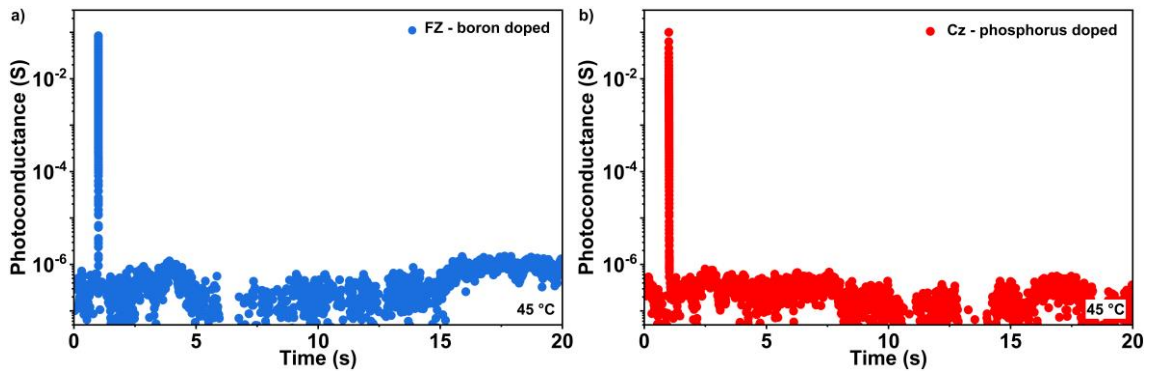 a)
FZ - boron doped
Photoconductance (S)
10⁻²
10⁻⁴
10⁻⁶
45 °C
0 5 10 15 20
Time (s)
b)
Cz - phosphorus doped
Photoconductance (S)
10⁻²
10⁻⁴
10⁻⁶
45 °C
0 5 10 15 20
Time (s)